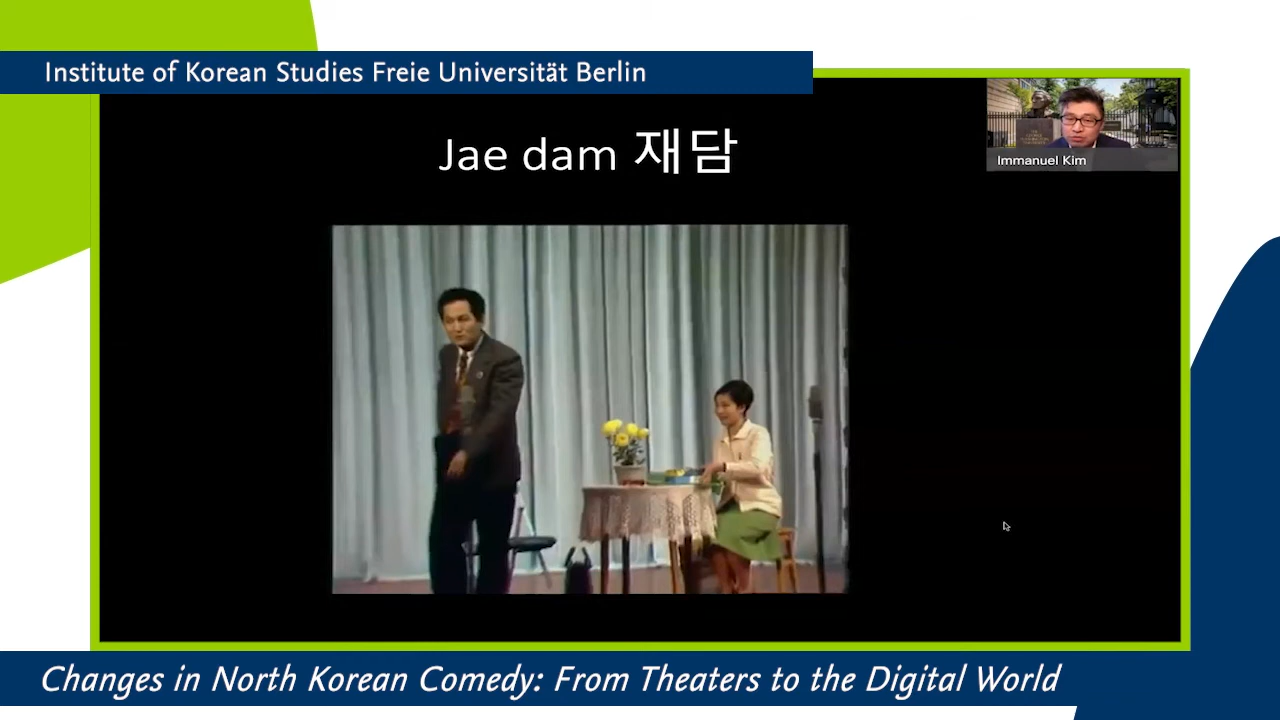 Institute of Korean Studies Freie Universität Berlin
Jae dam 재담
Immanuel Kim
Changes in North Korean Comedy: From Theaters to the Digital World